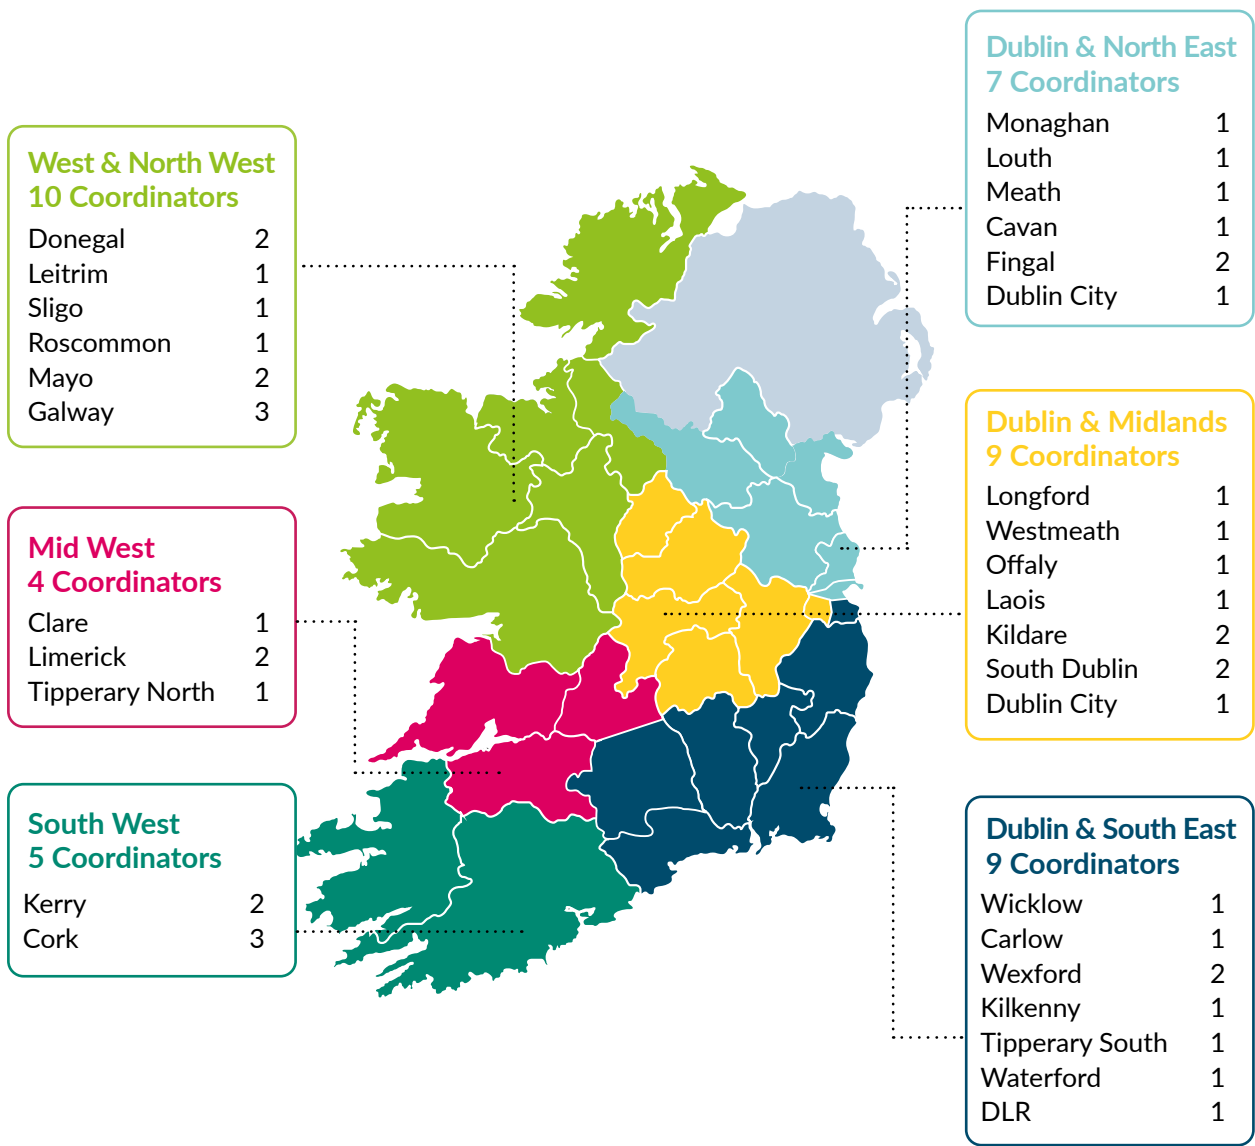 West & North West
10 Coordinators
Donegal 2
Leitrim 1
Sligo 1
Roscommon 1
Mayo 2
Galway 3
Mid West
4 Coordinators
Clare 1
Limerick 2
Tipperary North 1
South West
5 Coordinators
Kerry 2
Cork 3
Dublin & North East
7 Coordinators
Monaghan 1
Louth 1
Meath 1
Cavan 1
Fingal 2
Dublin City 1
Dublin & Midlands
9 Coordinators
Longford 1
Westmeath 1
Offaly 1
Laois 1
Kildare 2
South Dublin 2
Dublin City 1
Dublin & South East
9 Coordinators
Wicklow 1
Carlow 1
Wexford 2
Kilkenny 1
Tipperary South 1
Waterford 1
DLR 1